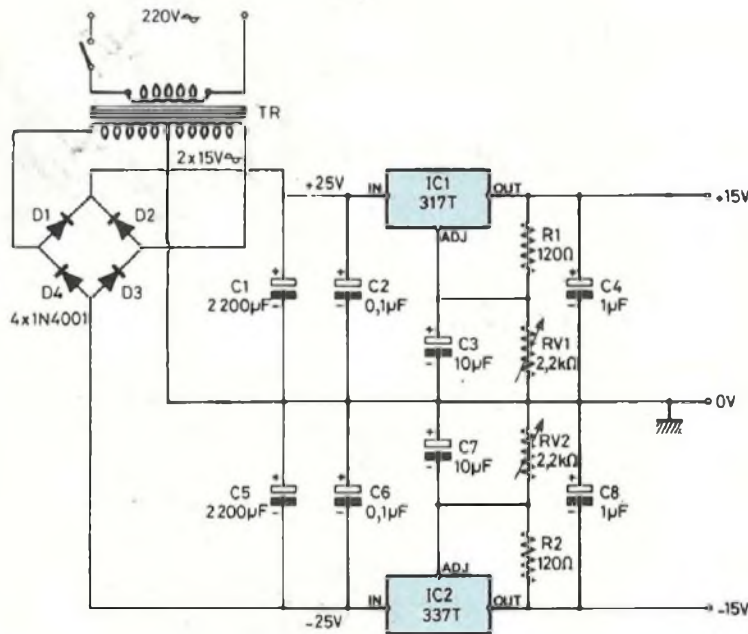 220V
TR
2x15V
D1
D2
D4
D3
4x1N4001
+25V
IN
IC1
317T
OUT
ADJ
+15V
R1
120Ω
C1
2200µF
C2
0,1µF
C3
10µF
RV1
2,2kΩ
C4
1µF
0V
C5
2200µF
C6
0,1µF
C7
10µF
RV2
2,2kΩ
C8
1µF
R2
120Ω
ADJ
IN
IC2
337T
OUT
-25V
-15V